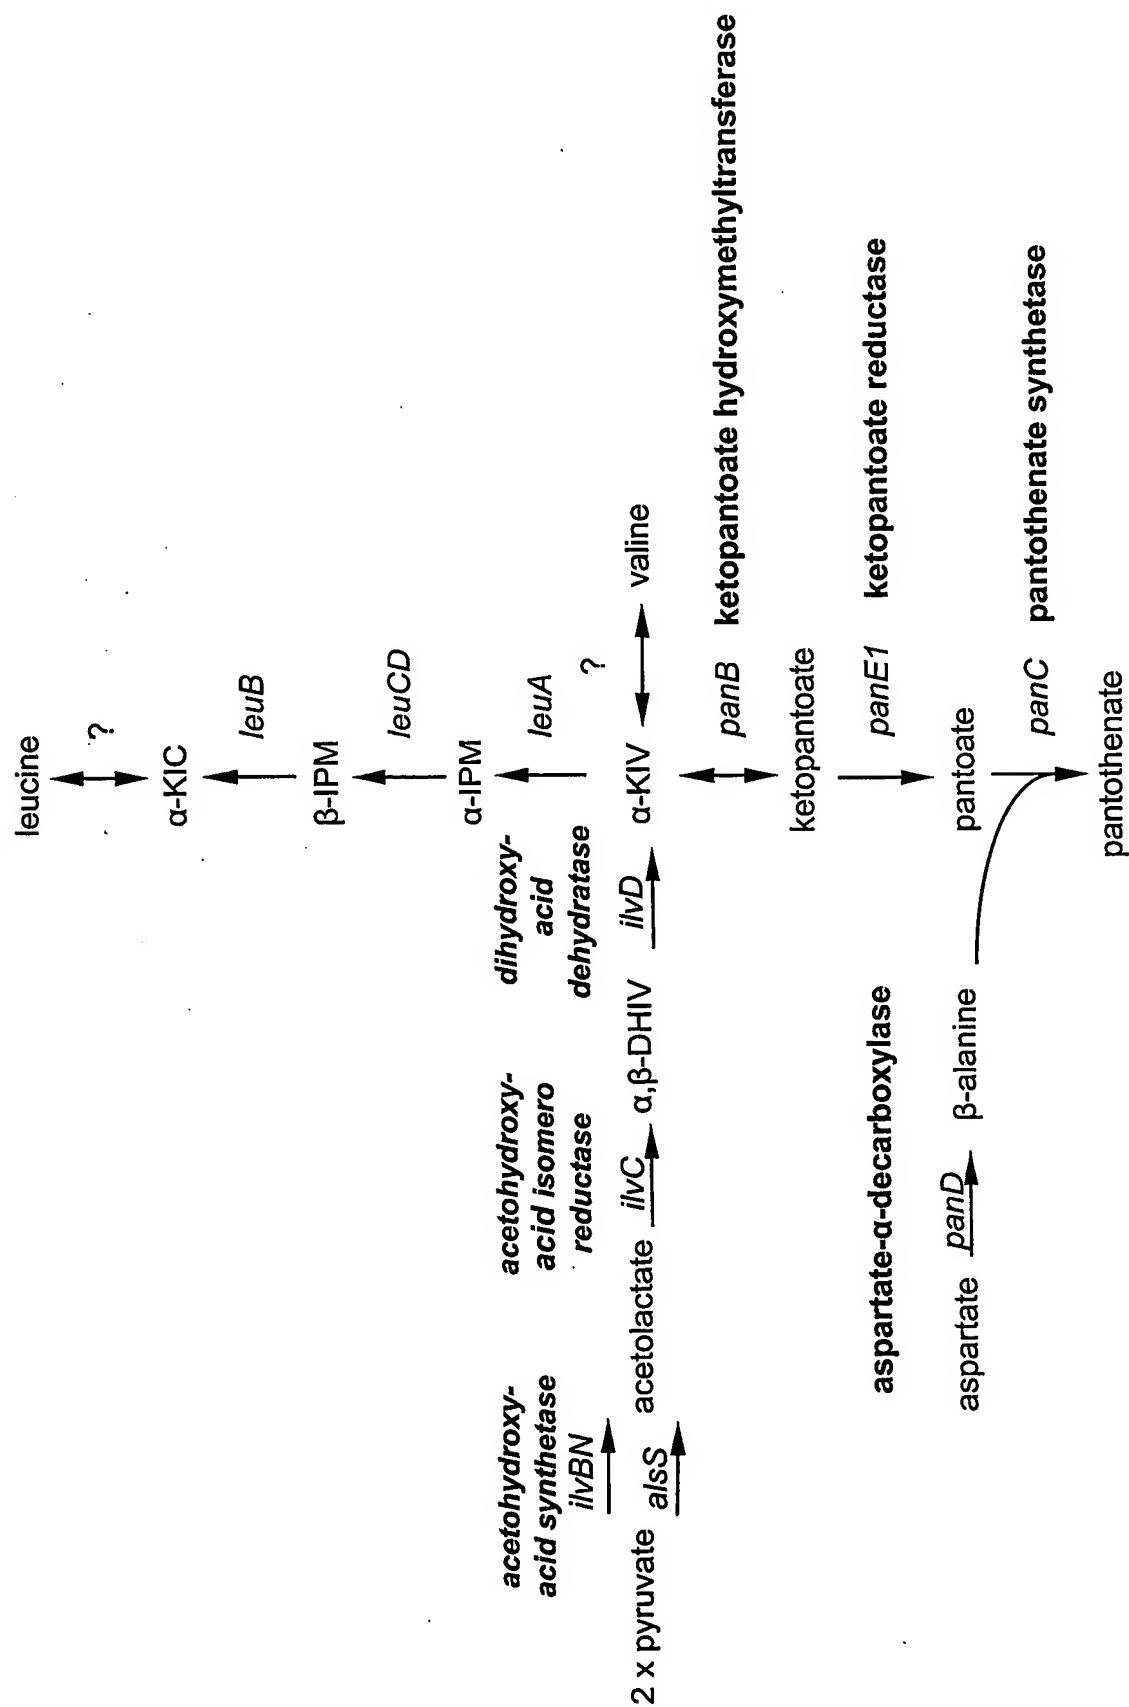 leucine
?
α-KIC
leuB
β-IPM
leuCD
α-IPM
leuA
acetohydroxy-
acid synthetase
ilvBN
acetohydroxy-
acid isomero
reductase
dihydroxy-
acid
dehydratase
?
2 x pyruvate alsS acetolactate ilvC α,β-DHIV ilvD α-KIV valine
panB ketopantoate hydroxymethyltransferase
ketopantoate
aspartate-α-decarboxylase
panE1 ketopantoate reductase
aspartate panD β-alanine pantoate
panC pantothenate synthetase
pantothenate